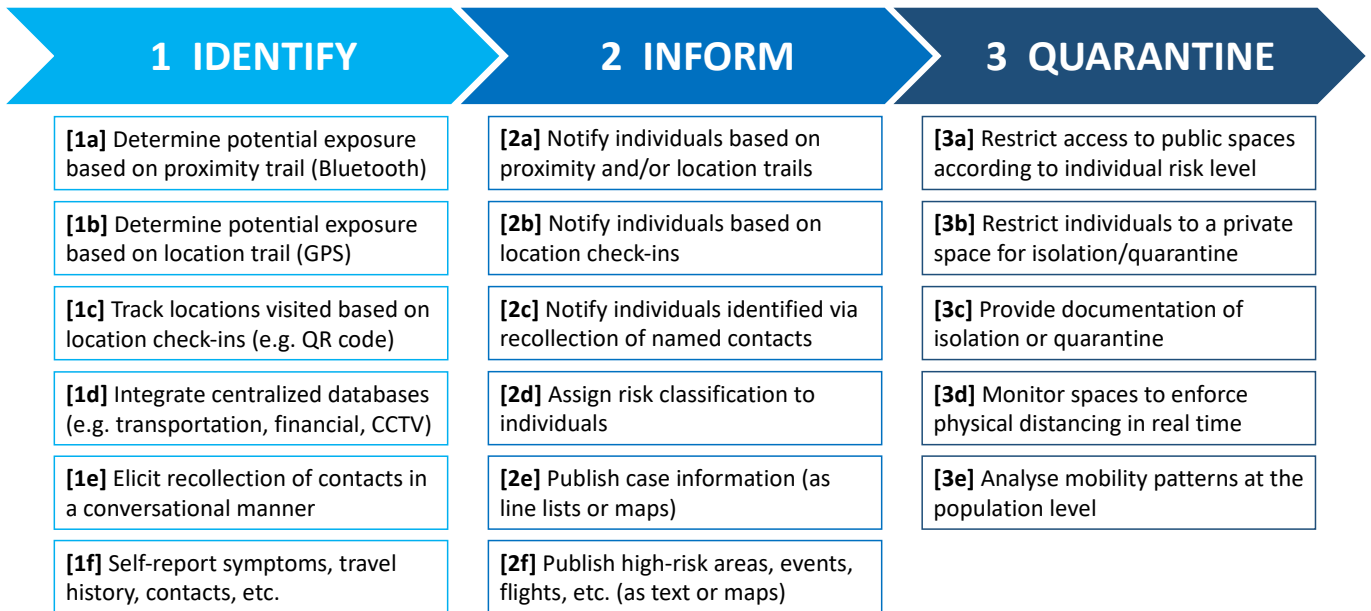 1 IDENTIFY
[1a] Determine potential exposure
based on proximity trail (Bluetooth)
[1b] Determine potential exposure
based on location trail (GPS)
[1c] Track locations visited based on
location check-ins (e.g. QR code)
[1d] Integrate centralized databases
(e.g. transportation, financial, CCTV)
[1e] Elicit recollection of contacts in
a conversational manner
[1f] Self-report symptoms, travel
history, contacts, etc.
2 INFORM
[2a] Notify individuals based on
proximity and/or location trails
[2b] Notify individuals based on
location check-ins
[2c] Notify individuals identified via
recollection of named contacts
[2d] Assign risk classification to
individuals
[2e] Publish case information (as
line lists or maps)
[2f] Publish high-risk areas, events,
flights, etc. (as text or maps)
3 QUARANTINE
[3a] Restrict access to public spaces
according to individual risk level
[3b] Restrict individuals to a private
space for isolation/quarantine
[3c] Provide documentation of
isolation or quarantine
[3d] Monitor spaces to enforce
physical distancing in real time
[3e] Analyse mobility patterns at the
population level